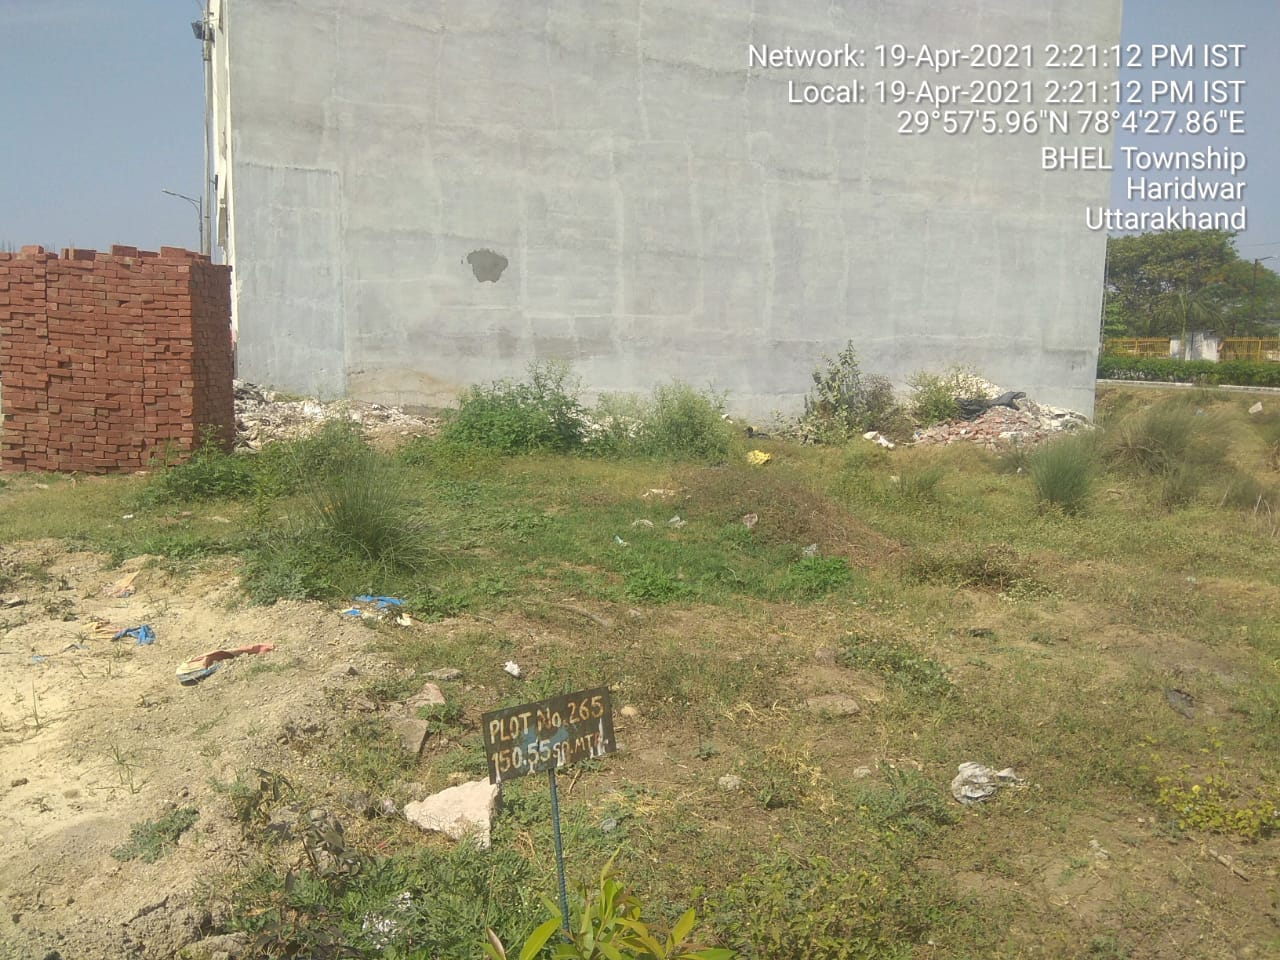 Network: 19-Apr-2021 2:21:12 PM IST
Local: 19-Apr-2021 2:21:12 PM IST
29°57'5.96"N 78°4'27.86"E
BHEL Township
Haridwar
Uttarakhand
PLOT No.265
150.55 SQ.MT.